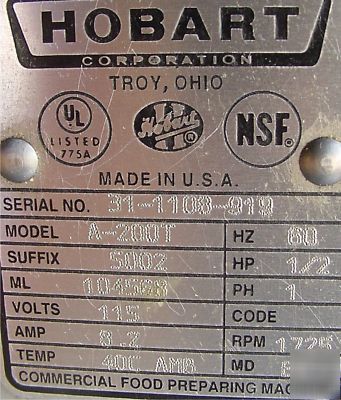 HOBART
CORPORATION
TROY, OHIO
UL
LISTED
775A
Hobart
NSF
MADE IN U.S.A.
SERIAL NO. 31-1108-919
MODEL A-200T HZ 60
SUFFIX 5002 HP 1/2
ML 104568 PH 1
VOLTS 115 CODE
AMP 8.2 RPM 1725
TEMP 40C AMB MD
COMMERCIAL FOOD PREPARING